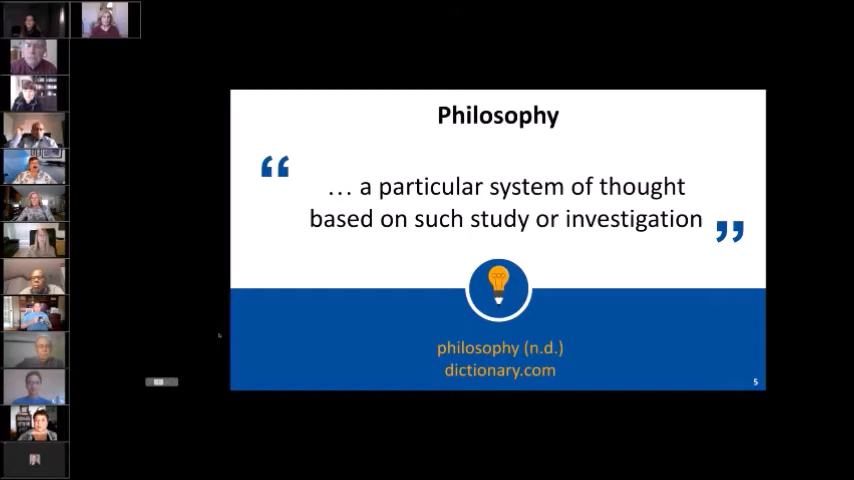 Philosophy
“
… a particular system of thought
based on such study or investigation
”
philosophy (n.d.)
dictionary.com
5